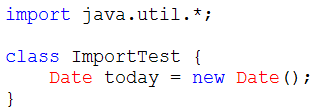 import java.util.*;
class ImportTest {
    Date today = new Date();
}